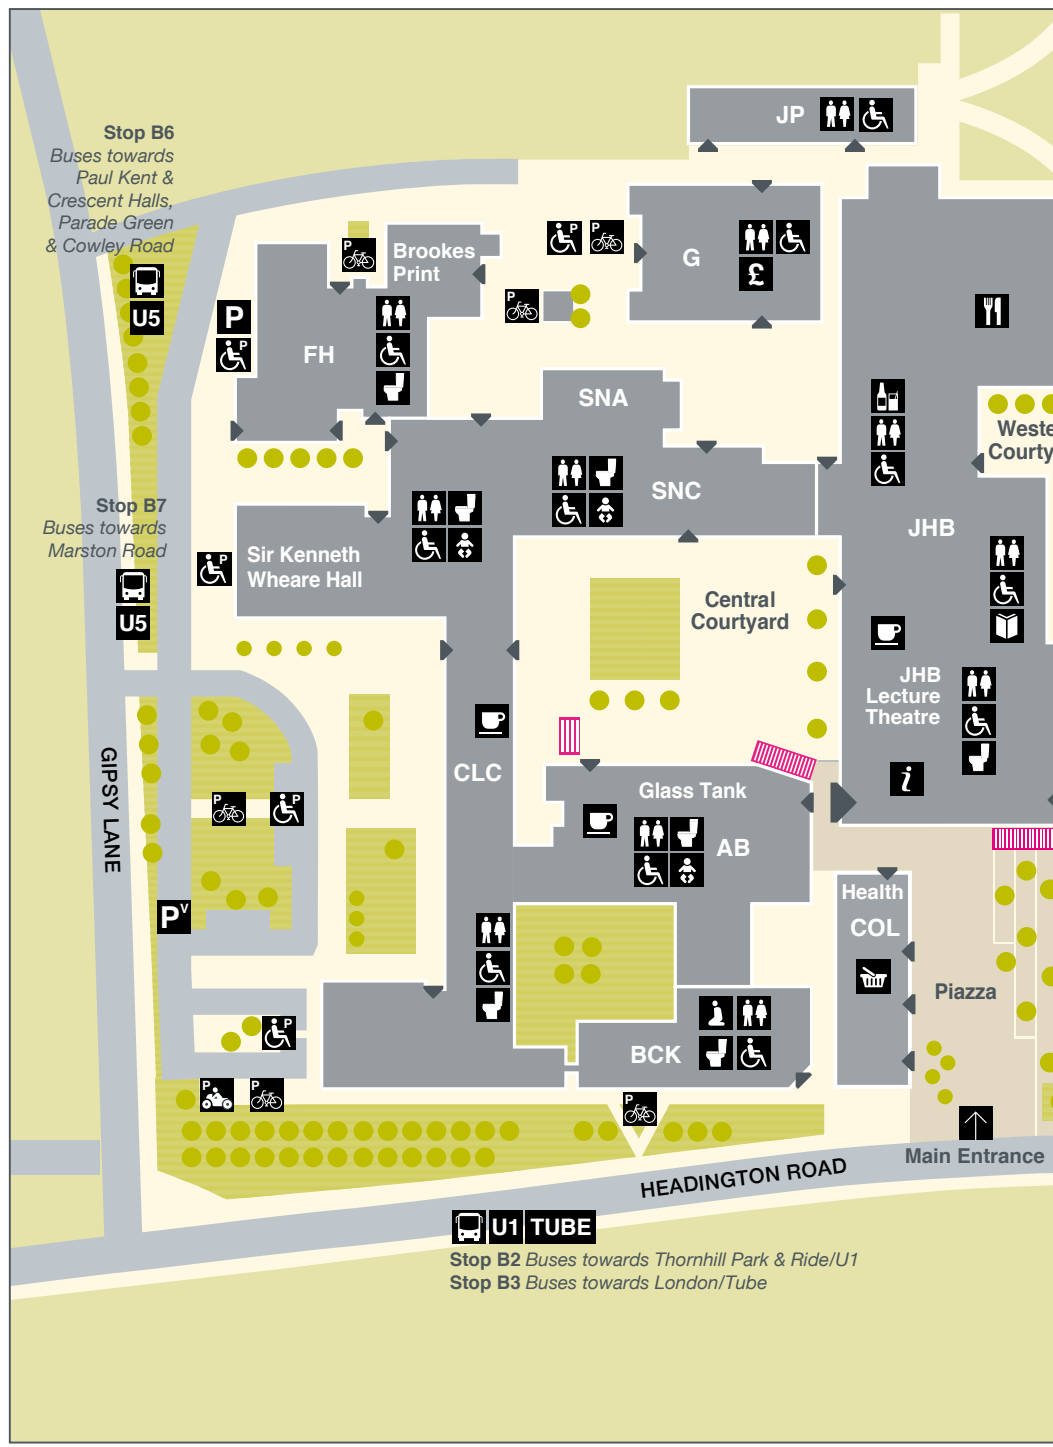 JP
Stop B6
Buses towards
Paul Kent &
Crescent Halls,
Parade Green
& Cowley Road
U5
P
P
P
Brookes
Print
P
P
G
£
P
P
FH
SNA
Weste
Courty
SNC
JHB
Stop B7
Buses towards
Marston Road
U5
P
Sir Kenneth
Wheare Hall
Central
Courtyard
JHB
Lecture
Theatre
i
CLC
Glass Tank
AB
GIPSY LANE
P
P
PV
Health
COL
Piazza
P
BCK
P
P
P
Main Entrance
HEADINGTON ROAD
U1 TUBE
Stop B2 Buses towards Thornhill Park & Ride/U1
Stop B3 Buses towards London/Tube